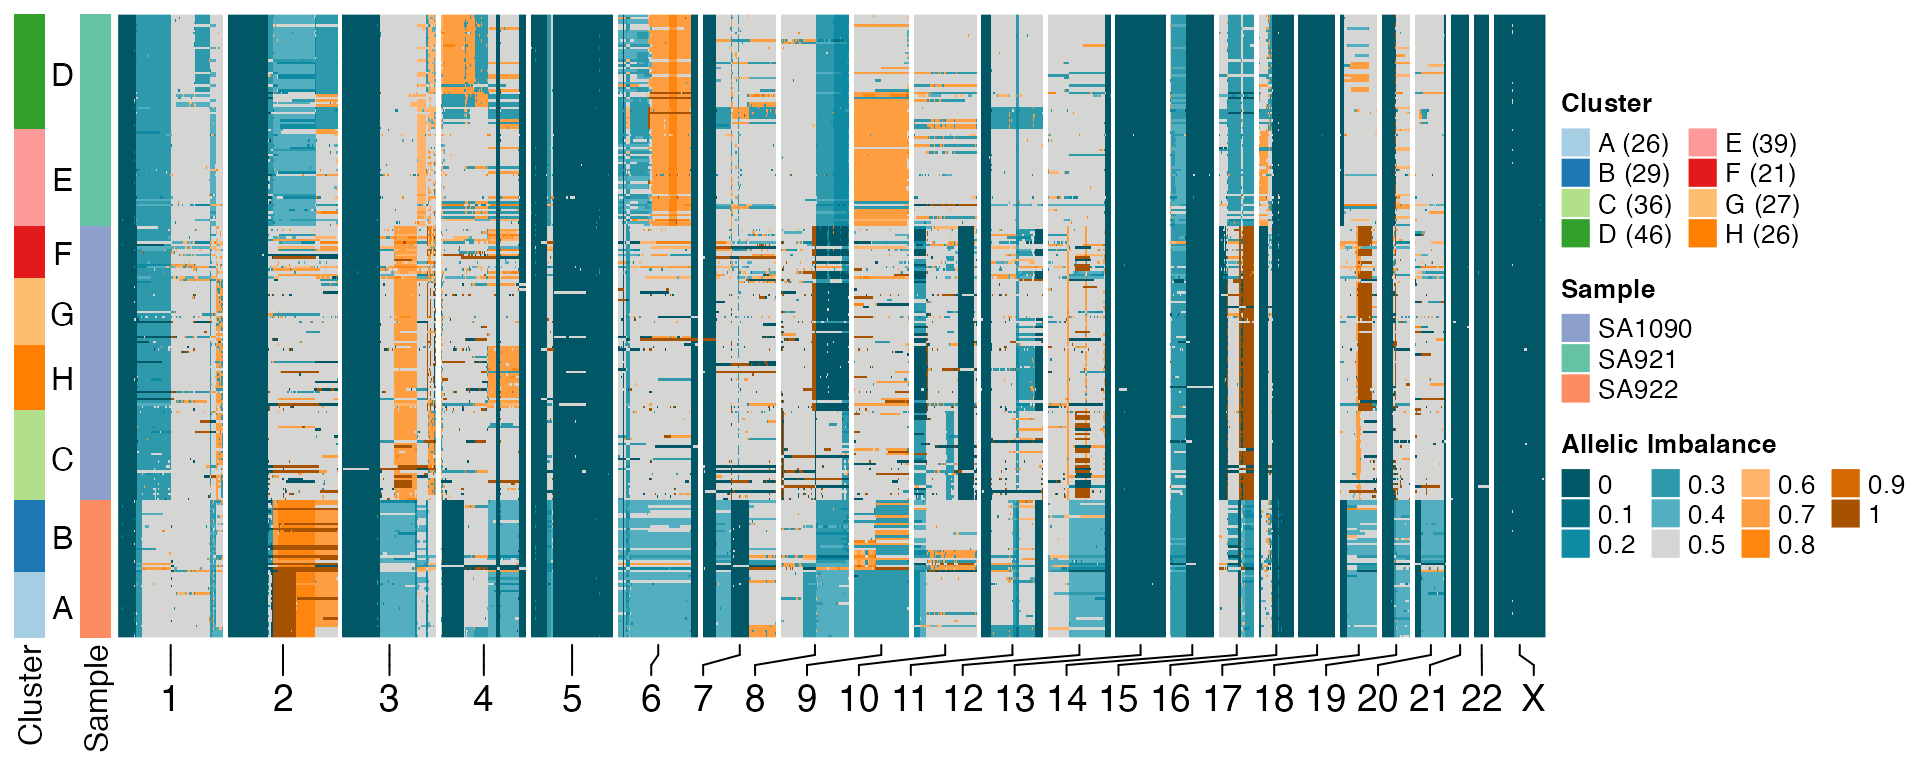 D
E
F
G
H
C
B
A
Cluster
Sample
1 2 3 4 5 6 7 8 9 10 11 12 13 14 15 16 17 18 19 20 21 22 X
Cluster
A (26) E (39)
B (29) F (21)
C (36) G (27)
D (46) H (26)
Sample
SA1090
SA921
SA922
Allelic Imbalance
0 0.3 0.6 0.9
0.1 0.4 0.7 1
0.2 0.5 0.8